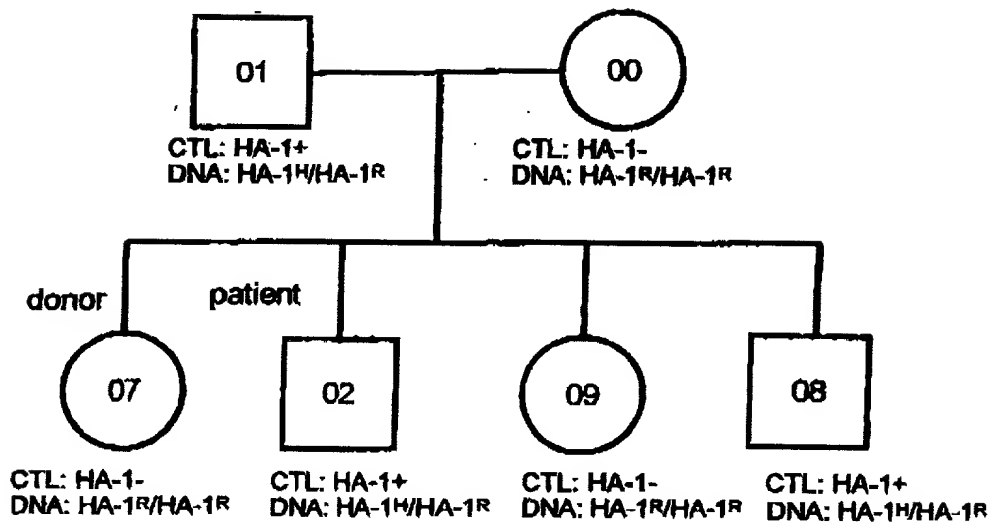 01
00
CTL: HA-1+
DNA: HA-1ᴴ/HA-1ᴿ
CTL: HA-1-
DNA: HA-1ᴿ/HA-1ᴿ
donor
patient
07
02
09
08
CTL: HA-1-
DNA: HA-1ᴿ/HA-1ᴿ
CTL: HA-1+
DNA: HA-1ᴴ/HA-1ᴿ
CTL: HA-1-
DNA: HA-1ᴿ/HA-1ᴿ
CTL: HA-1+
DNA: HA-1ᴴ/HA-1ᴿ